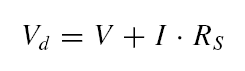 V_d = V + I · R_S